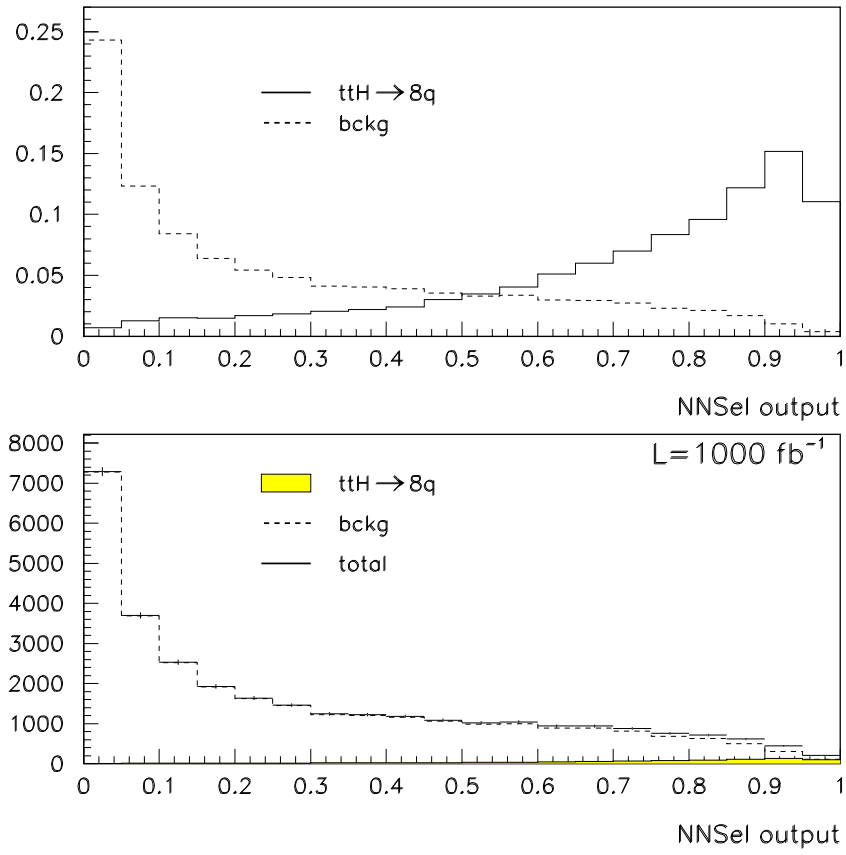 0.25
0.2
ttH → 8q
bckg
0.15
0.1
0.05
0
0 0.1 0.2 0.3 0.4 0.5 0.6 0.7 0.8 0.9 1
NNSel output
8000
L=1000 fb⁻¹
7000
ttH → 8q
6000
bckg
5000
total
4000
3000
2000
1000
0
0 0.1 0.2 0.3 0.4 0.5 0.6 0.7 0.8 0.9 1
NNSel output